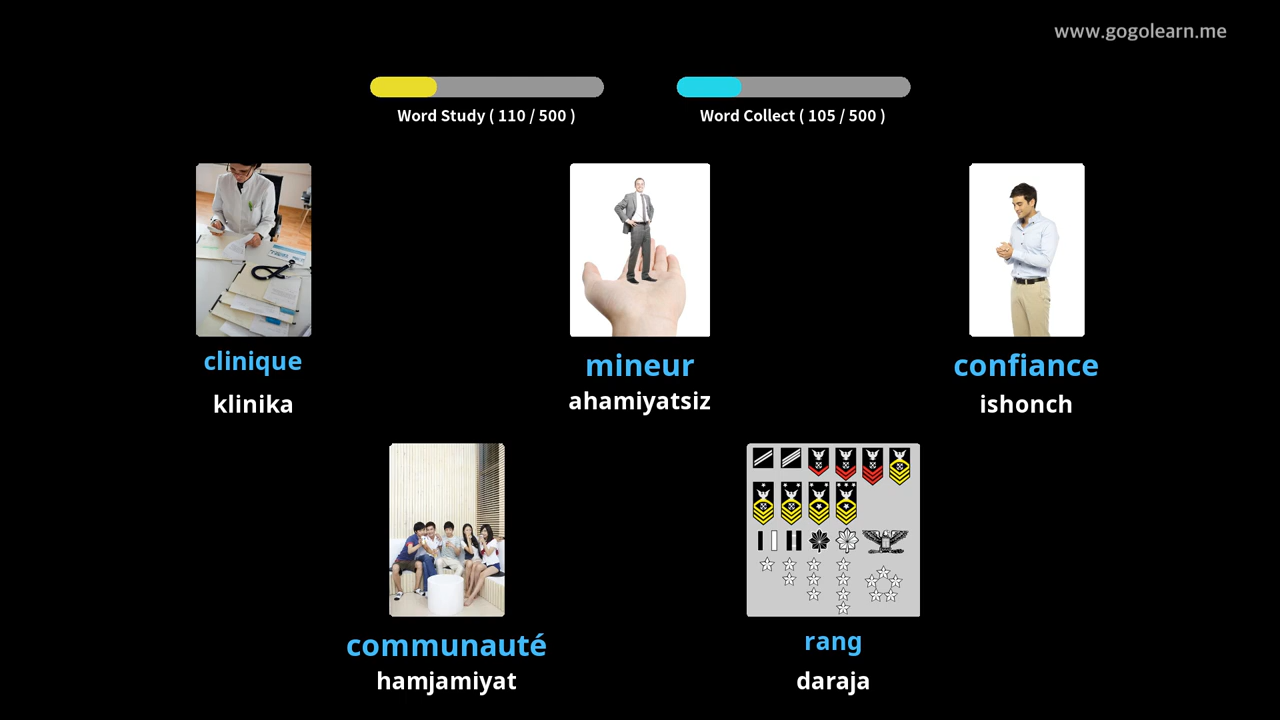 www.gogolearn.me
Word Study ( 110 / 500 )
Word Collect ( 105 / 500 )
clinique
klinika
mineur
ahamiyatsiz
confiance
ishonch
communauté
hamjamiyat
rang
daraja